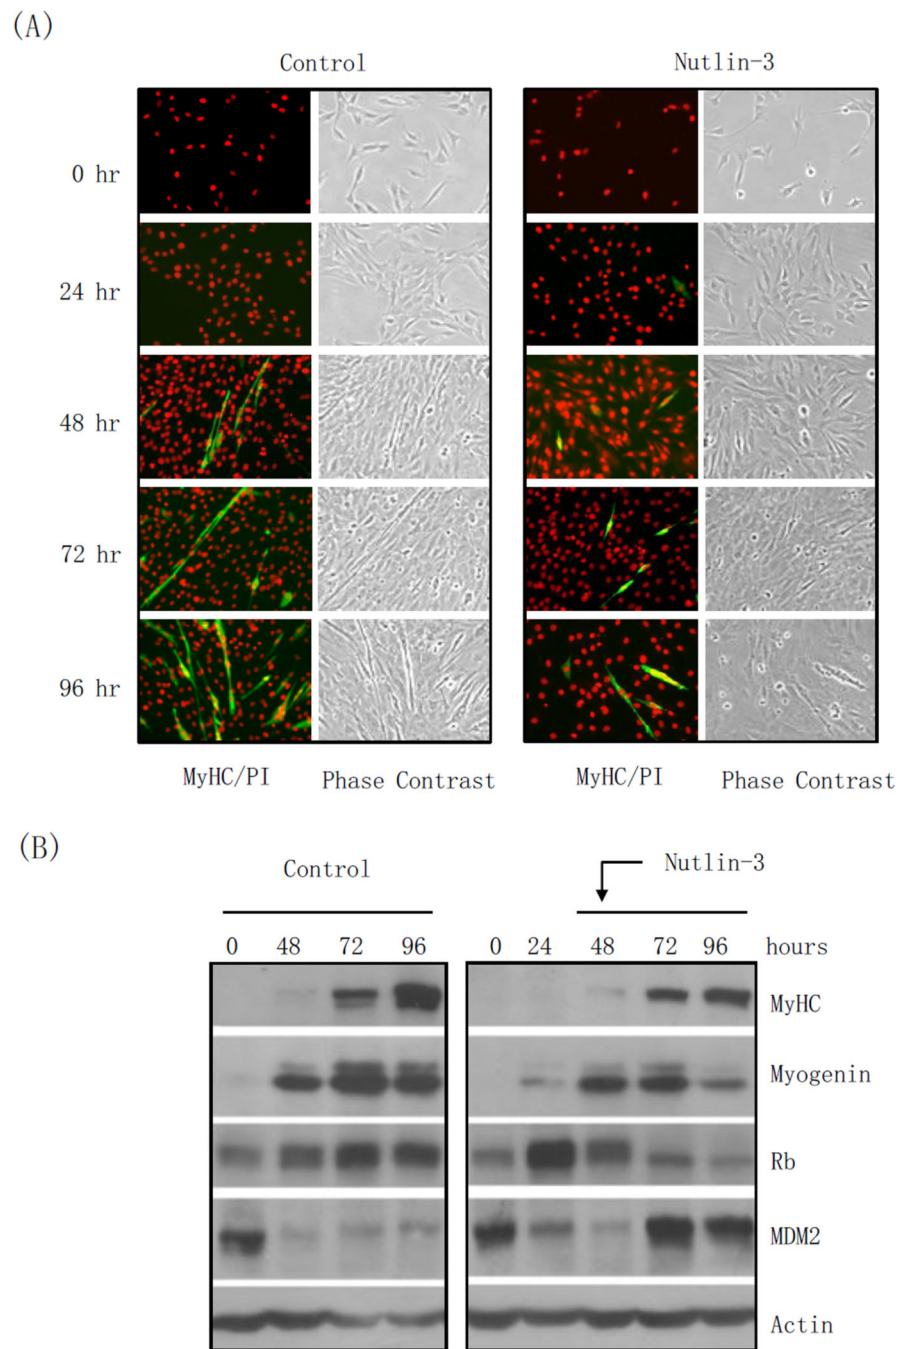 (A)
Control Nutlin-3
0 hr
24 hr
48 hr
72 hr
96 hr
MyHC/PI Phase Contrast MyHC/PI Phase Contrast
(B)
Control Nutlin-3
0 48 72 96 0 24 48 72 96 hours
MyHC
Myogenin
Rb
MDM2
Actin